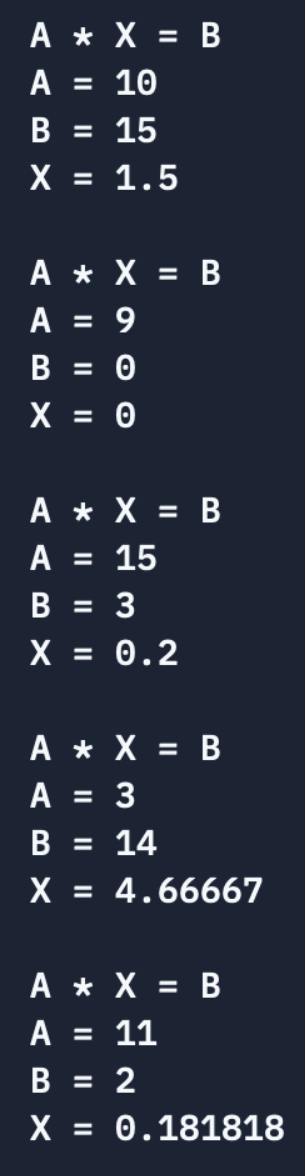 A * X = B
A = 10
B = 15
X = 1.5
A * X = B
A = 9
B = 0
X = 0
A * X = B
A = 15
B = 3
X = 0.2
A * X = B
A = 3
B = 14
X = 4.66667
A * X = B
A = 11
B = 2
X = 0.181818